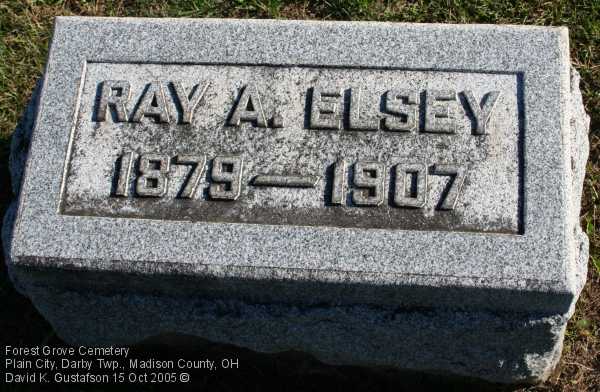 RAY A. ELSEY
1879—1907
Forest Grove Cemetery
Plain City, Darby Twp., Madison County, OH
David K. Gustafson 15 Oct 2005 ©